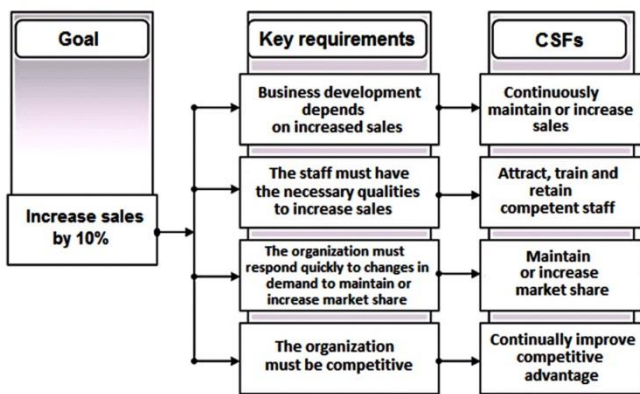 Goal
Key requirements
CSFs
Increase sales
by 10%
Business development
depends
on increased sales
Continuously
maintain or increase
sales
The staff must have
the necessary qualities
to increase sales
Attract, train and
retain
competent staff
The organization must
respond quickly to changes in
demand to maintain or
increase market share
Maintain
or increase
market share
The organization
must be competitive
Continually improve
competitive
advantage